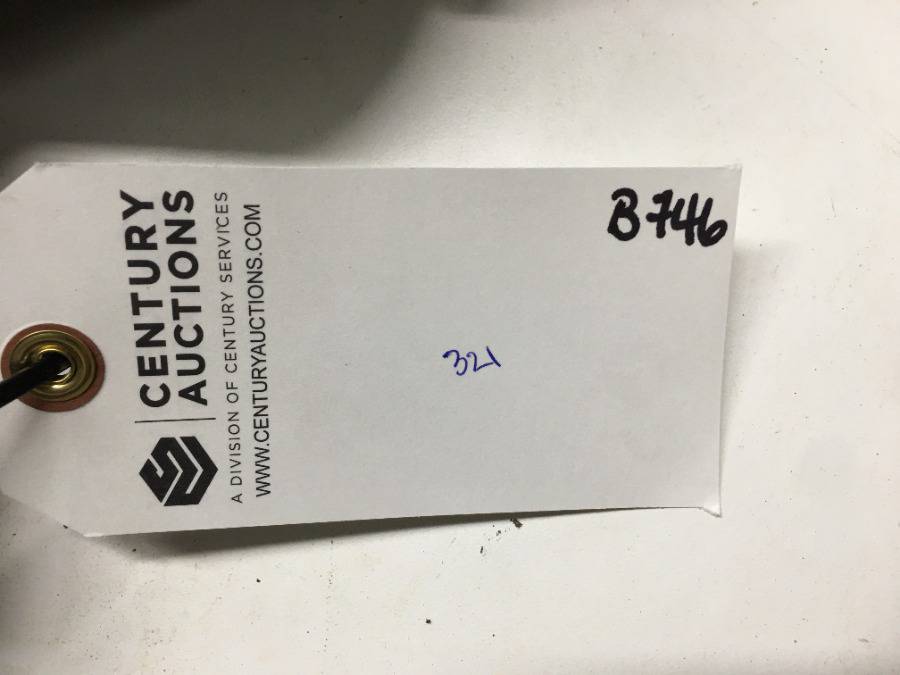 CENTURY
AUCTIONS
A DIVISION OF CENTURY SERVICES
WWW.CENTURYAUCTIONS.COM
321
B746